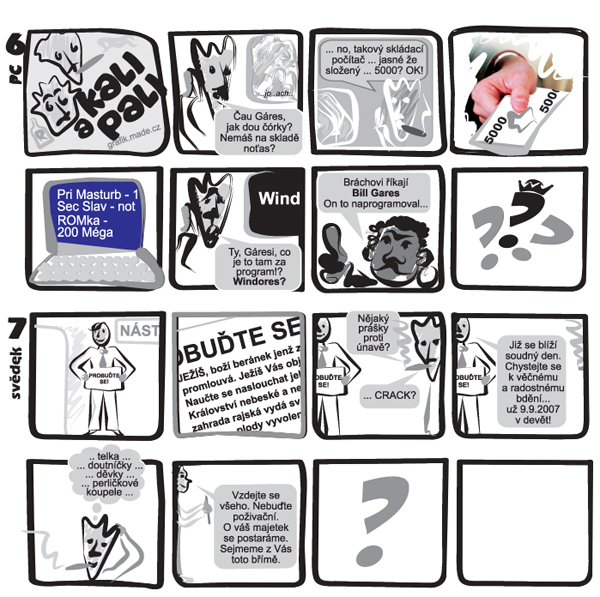 6
PC
KALI
a
PALI
grafik.made.cz
...jo..ach...
Čau Gáres,
jak dou čórky?
Nemáš na skladě
noťas?
... no, takový skládací
počítač ... jasné že
složený ... 5000? OK!
5000
500
Pri Masturb - 1
Sec Slav - not
ROMka -
200 Méga
Wind
Ty, Gáresi, co
je to tam za
program!?
Windores?
Bráchovi říkají
Bill Gares
On to naprogramoval...
???
7
svědek
NÁST
PROBUĎTE
SE!
OBUĎTE SE
JEŽÍŠ, boží beránek jenž z
promlouvá. Ježíš Vás obj
Naučte se naslouchat jeh
Království nebeské a ne
zahrada rajská vydá sv
plody vyvolen
BUĎTE
SE!
Nějaký
prášky
proti
únavě?
... CRACK?
BUĎTE
SE!
Již se blíží
soudný den.
Chystejte se
k věčnému
a radostnému
bdění...
už 9.9.2007
v devět!
.. telka ...
... doutníčky ...
... děvky ...
... perličkové
koupele ...
Vzdejte se
všeho. Nebuďte
poživační.
O váš majetek
se postaráme.
Sejmeme z Vás
toto břímě.
?